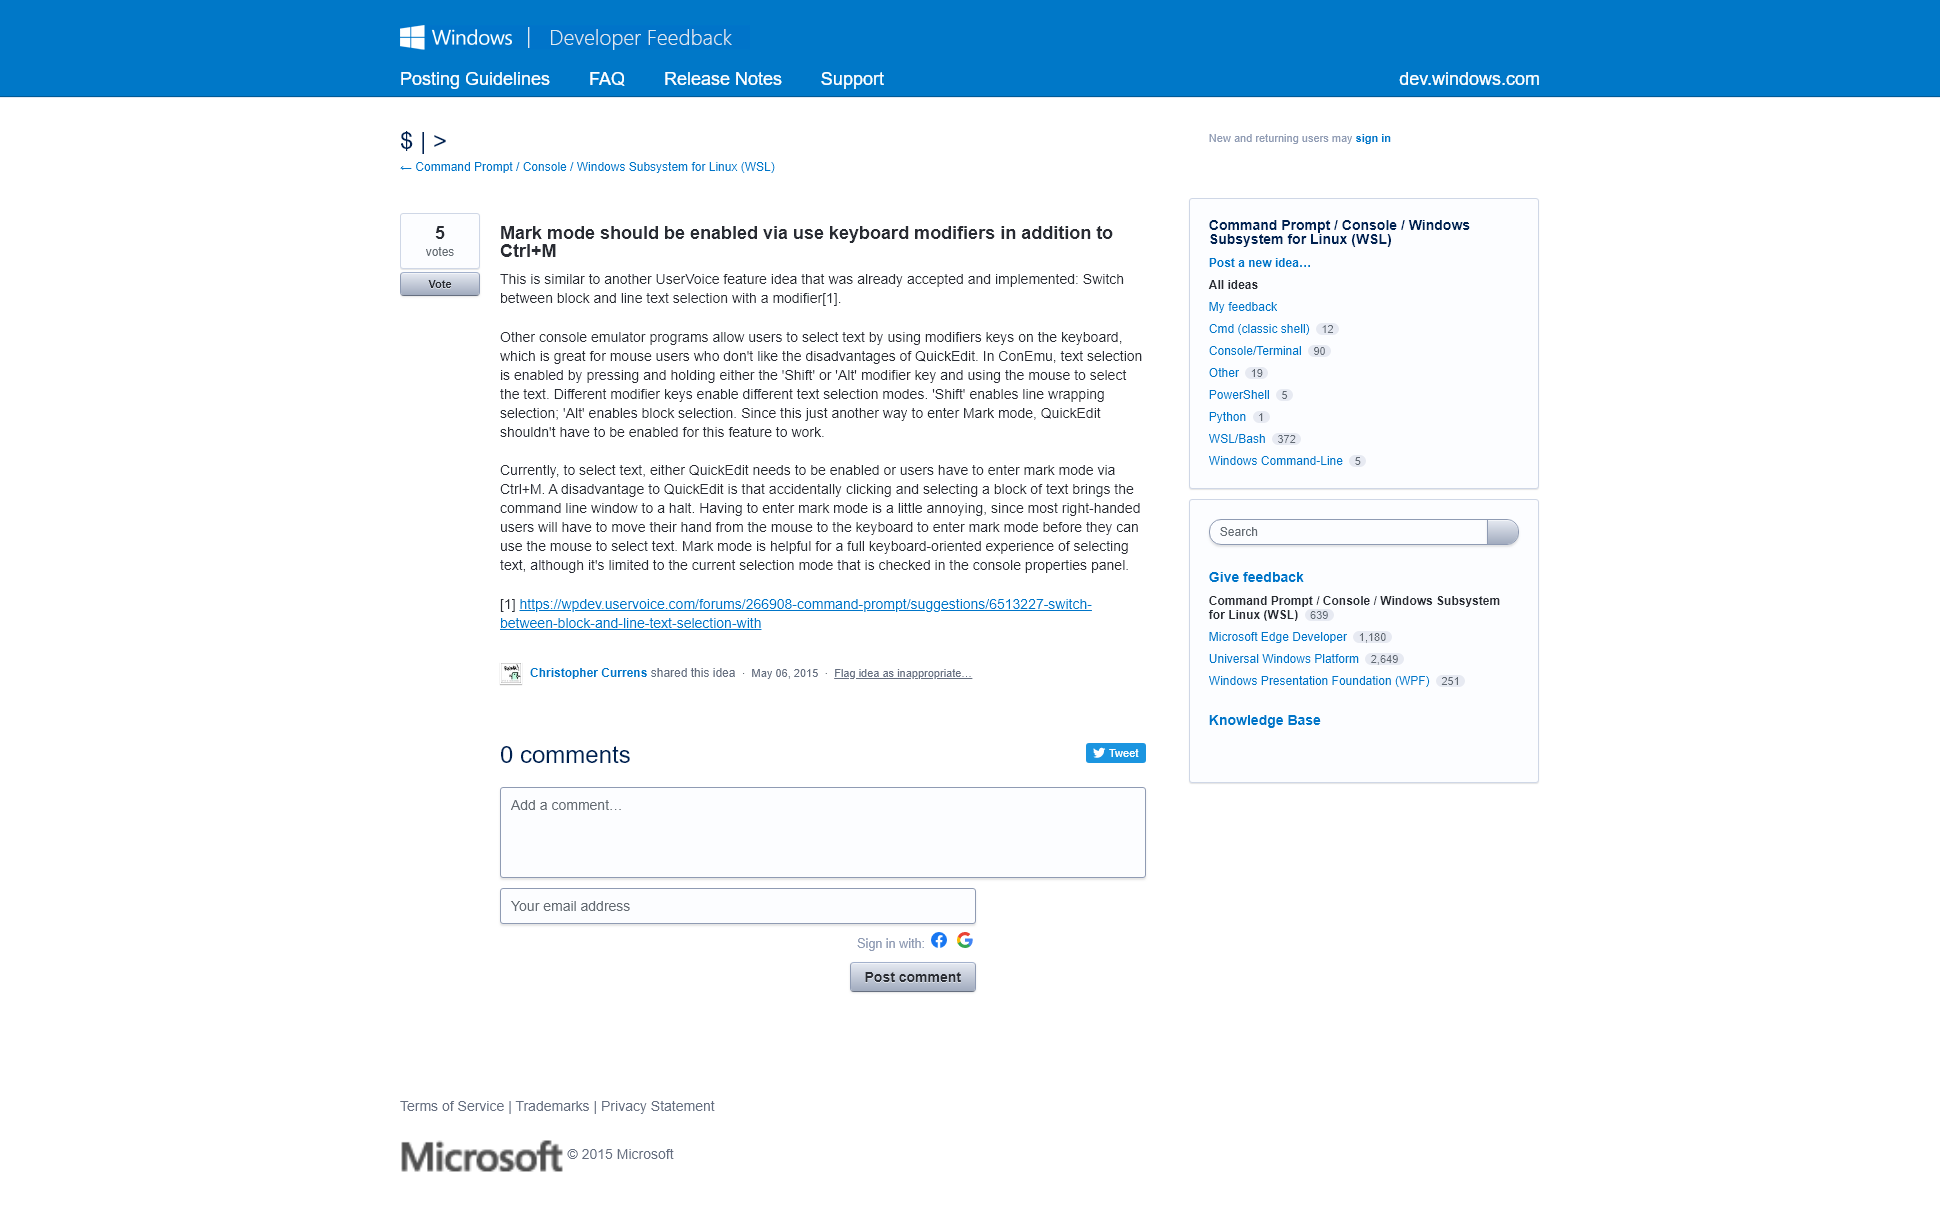 Windows | Developer Feedback
Posting Guidelines FAQ Release Notes Support dev.windows.com
$ | >
← Command Prompt / Console / Windows Subsystem for Linux (WSL)
New and returning users may sign in
5
votes
Vote
Mark mode should be enabled via use keyboard modifiers in addition to
Ctrl+M
This is similar to another UserVoice feature idea that was already accepted and implemented: Switch
between block and line text selection with a modifier[1].
Other console emulator programs allow users to select text by using modifiers keys on the keyboard,
which is great for mouse users who don't like the disadvantages of QuickEdit. In ConEmu, text selection
is enabled by pressing and holding either the 'Shift' or 'Alt' modifier key and using the mouse to select
the text. Different modifier keys enable different text selection modes. 'Shift' enables line wrapping
selection; 'Alt' enables block selection. Since this just another way to enter Mark mode, QuickEdit
shouldn't have to be enabled for this feature to work.
Currently, to select text, either QuickEdit needs to be enabled or users have to enter mark mode via
Ctrl+M. A disadvantage to QuickEdit is that accidentally clicking and selecting a block of text brings the
command line window to a halt. Having to enter mark mode is a little annoying, since most right-handed
users will have to move their hand from the mouse to the keyboard to enter mark mode before they can
use the mouse to select text. Mark mode is helpful for a full keyboard-oriented experience of selecting
text, although it's limited to the current selection mode that is checked in the console properties panel.
[1] https://wpdev.uservoice.com/forums/266908-command-prompt/suggestions/6513227-switch-
between-block-and-line-text-selection-with
Christopher Currens shared this idea · May 06, 2015 · Flag idea as inappropriate…
0 comments
Tweet
Add a comment…
Your email address
Sign in with:
Post comment
Command Prompt / Console / Windows
Subsystem for Linux (WSL)
Post a new idea…
All ideas
My feedback
Cmd (classic shell) 12
Console/Terminal 90
Other 19
PowerShell 5
Python 1
WSL/Bash 372
Windows Command-Line 5
Search
Give feedback
Command Prompt / Console / Windows Subsystem
for Linux (WSL) 639
Microsoft Edge Developer 1,180
Universal Windows Platform 2,649
Windows Presentation Foundation (WPF) 251
Knowledge Base
Terms of Service | Trademarks | Privacy Statement
Microsoft © 2015 Microsoft